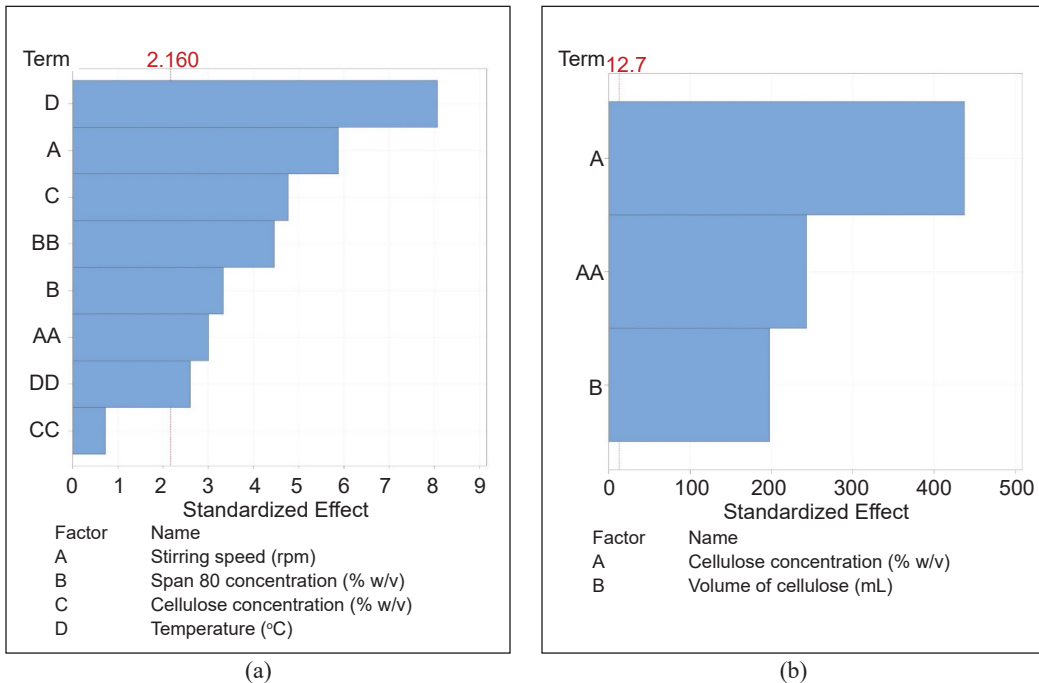 Term
2.160
D
A
C
BB
B
AA
DD
CC
0 1 2 3 4 5 6 7 8 9
Standardized Effect
Factor Name
A Stirring speed (rpm)
B Span 80 concentration (% w/v)
C Cellulose concentration (% w/v)
D Temperature (°C)
(a)
Term
12.7
A
AA
B
0 100 200 300 400 500
Standardized Effect
Factor Name
A Cellulose concentration (% w/v)
B Volume of cellulose (mL)
(b)